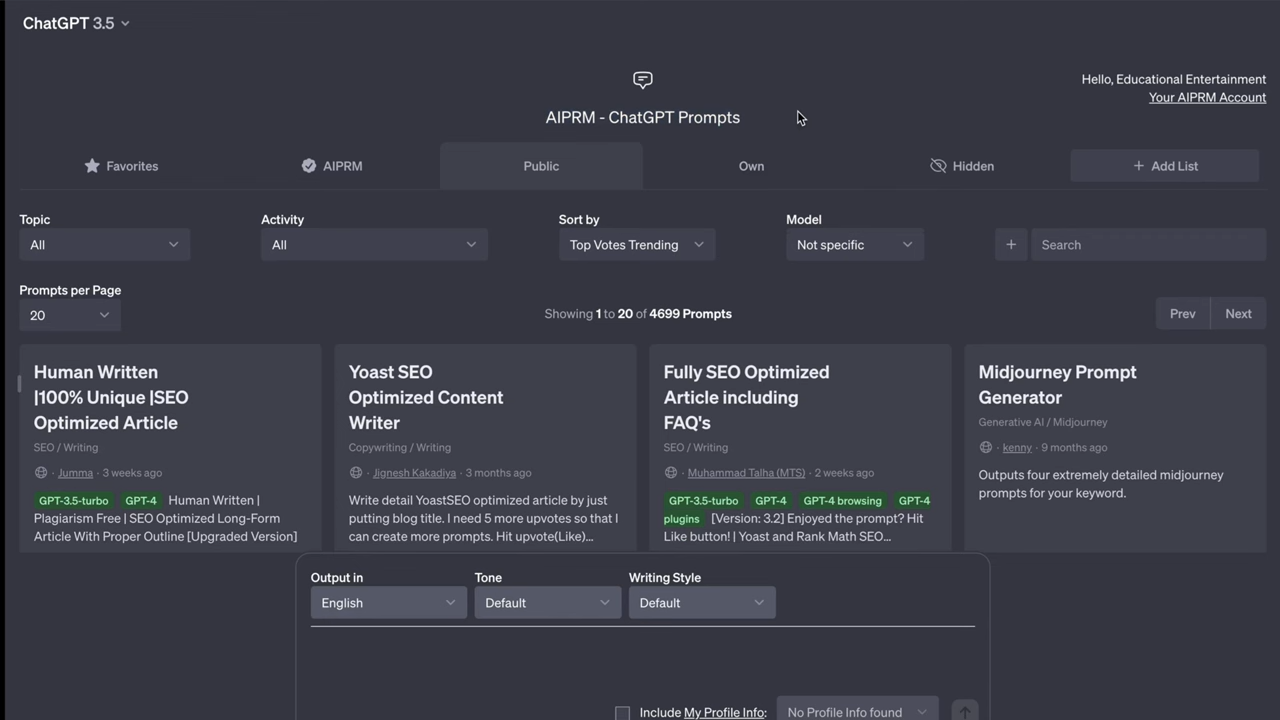 ChatGPT 3.5
Hello, Educational Entertainment
Your AIPRM Account
AIPRM - ChatGPT Prompts
Favorites
AIPRM
Public
Own
Hidden
+ Add List
Topic
Activity
Sort by
Model
All
All
Top Votes Trending
Not specific
+
Search
Prompts per Page
20
Showing 1 to 20 of 4699 Prompts
Prev
Next
Human Written
|100% Unique |SEO
Optimized Article
SEO / Writing
· Jumma · 3 weeks ago
GPT-3.5-turbo GPT-4 Human Written |
Plagiarism Free | SEO Optimized Long-Form
Article With Proper Outline [Upgraded Version]
Yoast SEO
Optimized Content
Writer
Copywriting / Writing
· Jignesh Kakadiya · 3 months ago
Write detail YoastSEO optimized article by just
putting blog title. I need 5 more upvotes so that I
can create more prompts. Hit upvote(Like)...
Fully SEO Optimized
Article including
FAQ's
SEO / Writing
· Muhammad Talha (MTS) · 2 weeks ago
GPT-3.5-turbo GPT-4 GPT-4 browsing GPT-4
plugins [Version: 3.2] Enjoyed the prompt? Hit
Like button! | Yoast and Rank Math SEO...
Midjourney Prompt
Generator
Generative AI / Midjourney
· kenny · 9 months ago
Outputs four extremely detailed midjourney
prompts for your keyword.
Output in
Tone
Writing Style
English
Default
Default
Include My Profile Info:
No Profile Info found